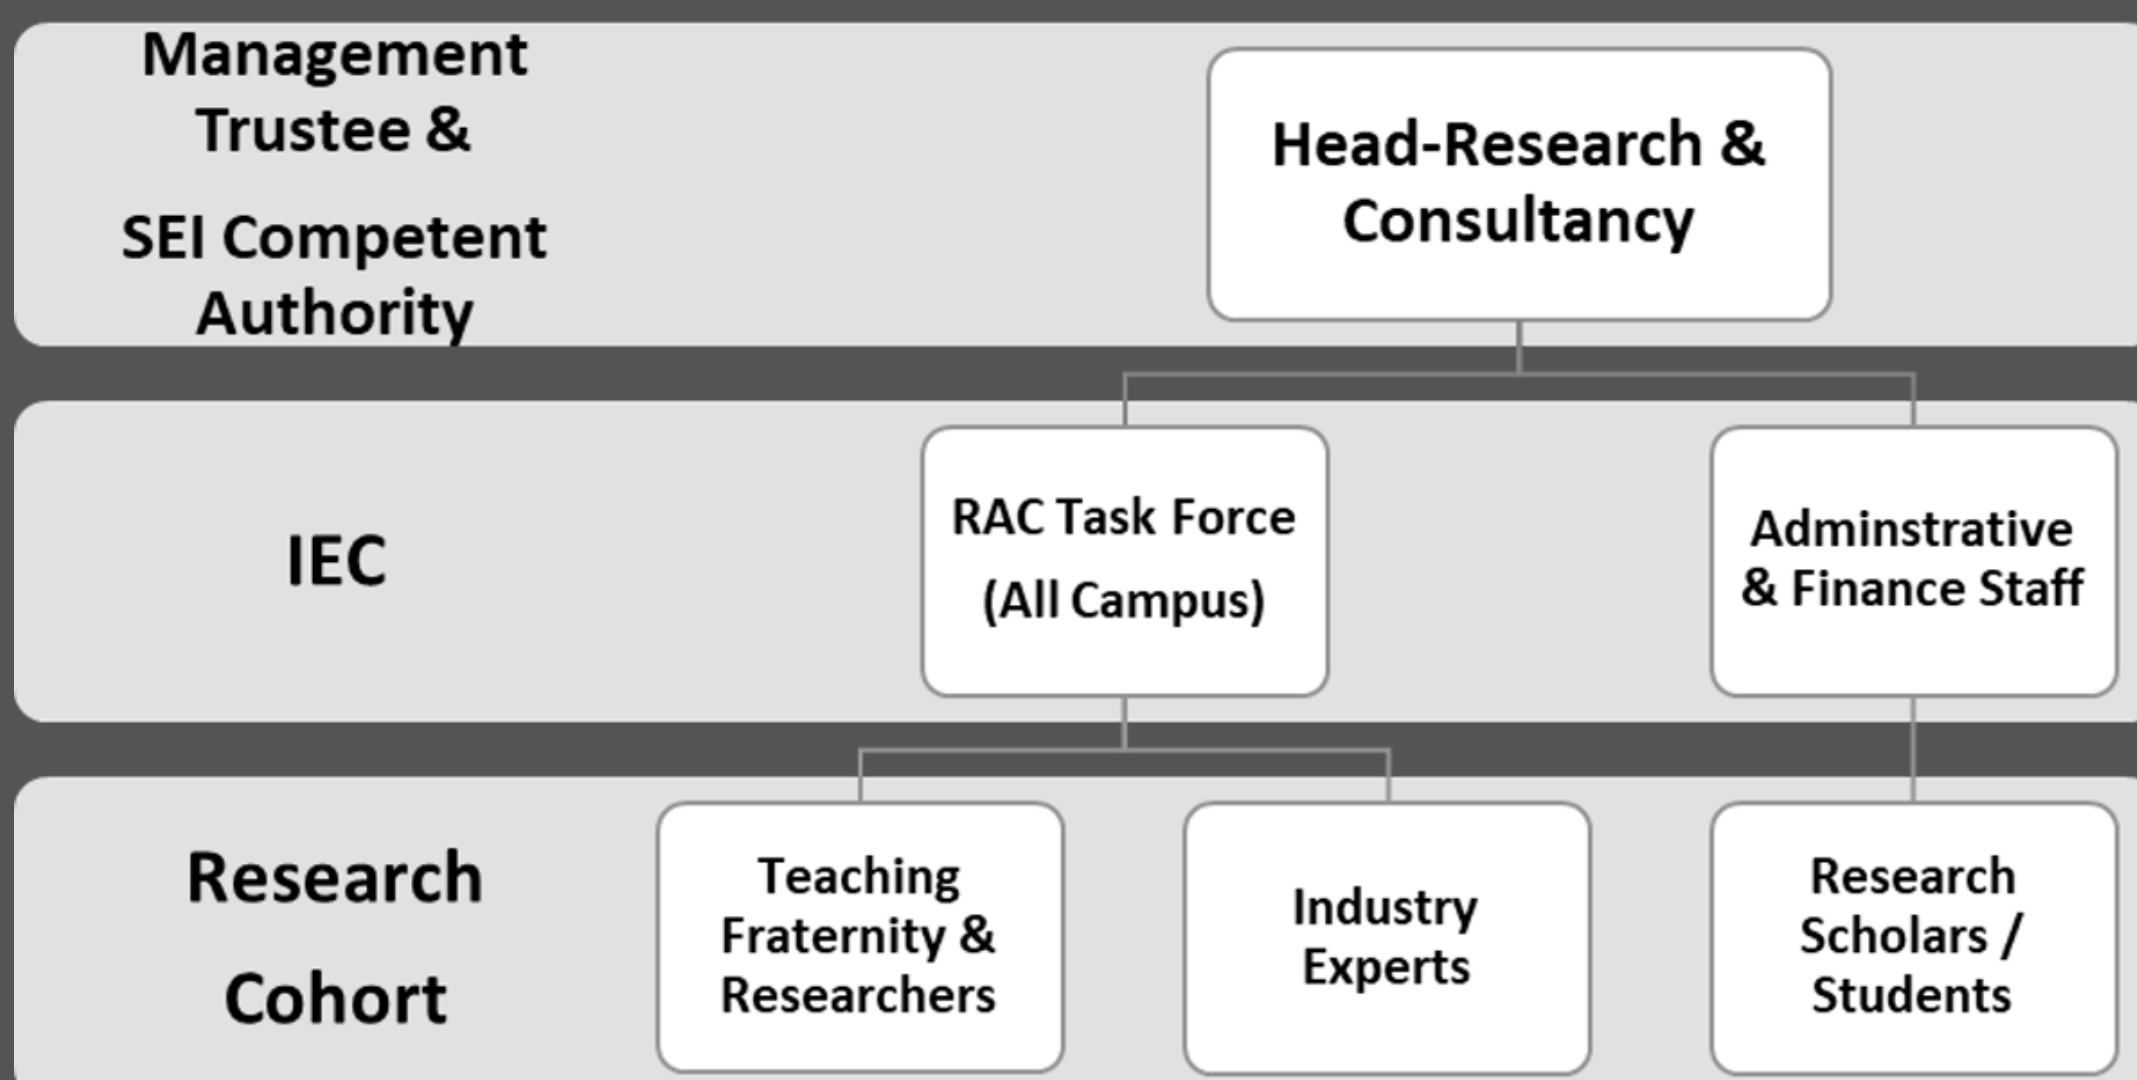 Management
Trustee &
SEI Competent
Authority
Head-Research &
Consultancy
IEC
RAC Task Force
(All Campus)
Adminstrative
& Finance Staff
Research
Cohort
Teaching
Fraternity &
Researchers
Industry
Experts
Research
Scholars /
Students